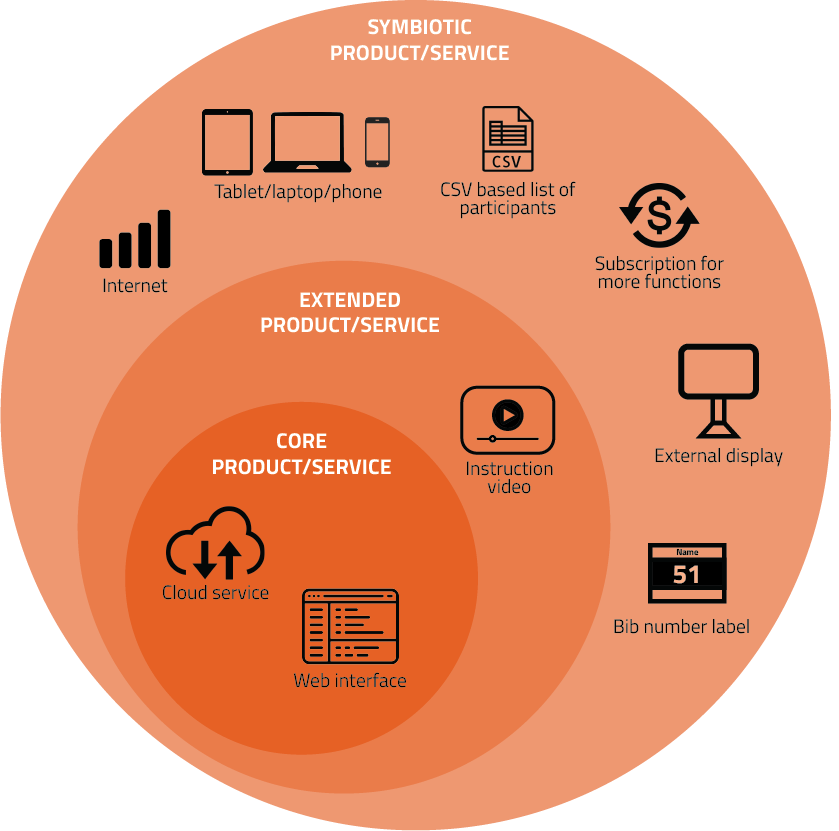 SYMBIOTIC
PRODUCT/SERVICE
Tablet/laptop/phone
CSV
CSV based list of
participants
$
Subscription for
more functions
Internet
EXTENDED
PRODUCT/SERVICE
External display
Instruction
video
CORE
PRODUCT/SERVICE
Cloud service
Name
51
Bib number label
Web interface